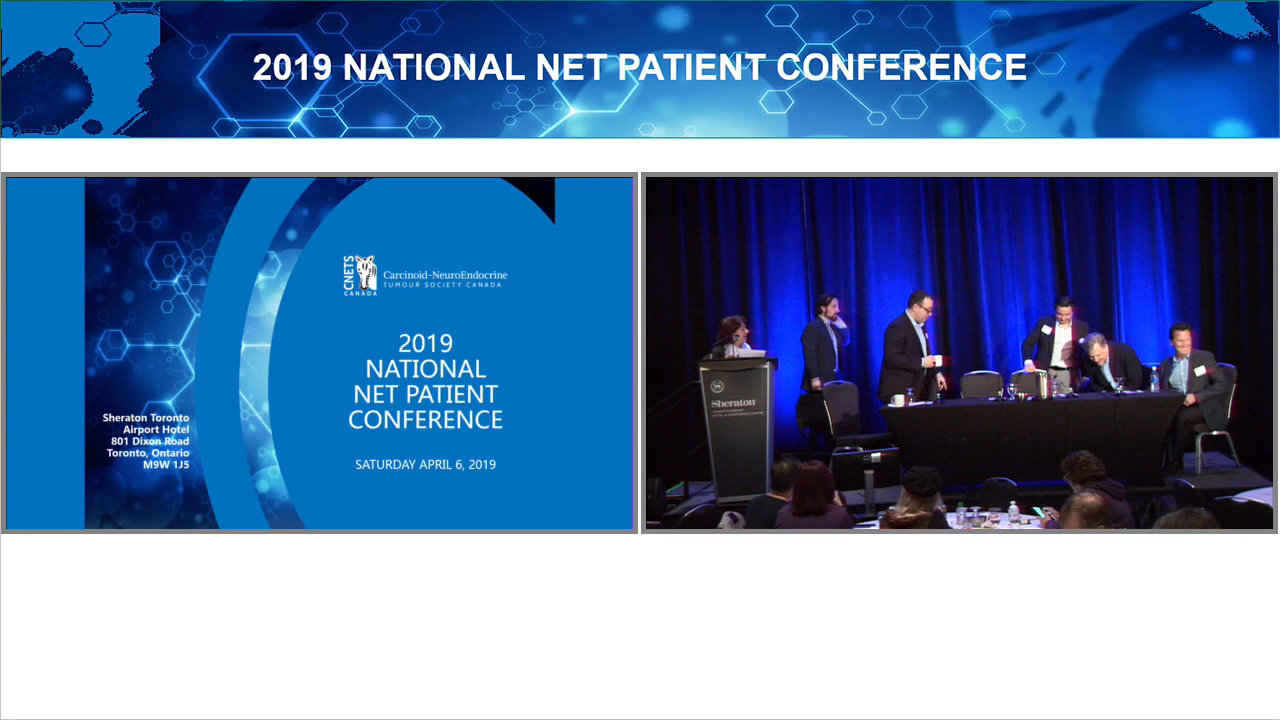 2019 NATIONAL NET PATIENT CONFERENCE
CNETS
CANADA
Carcinoid-NeuroEndocrine
TUMOUR SOCIETY CANADA
2019
NATIONAL
NET PATIENT
CONFERENCE
SATURDAY APRIL 6, 2019
Sheraton Toronto
Airport Hotel
801 Dixon Road
Toronto, Ontario
M9W 1J5
Sheraton